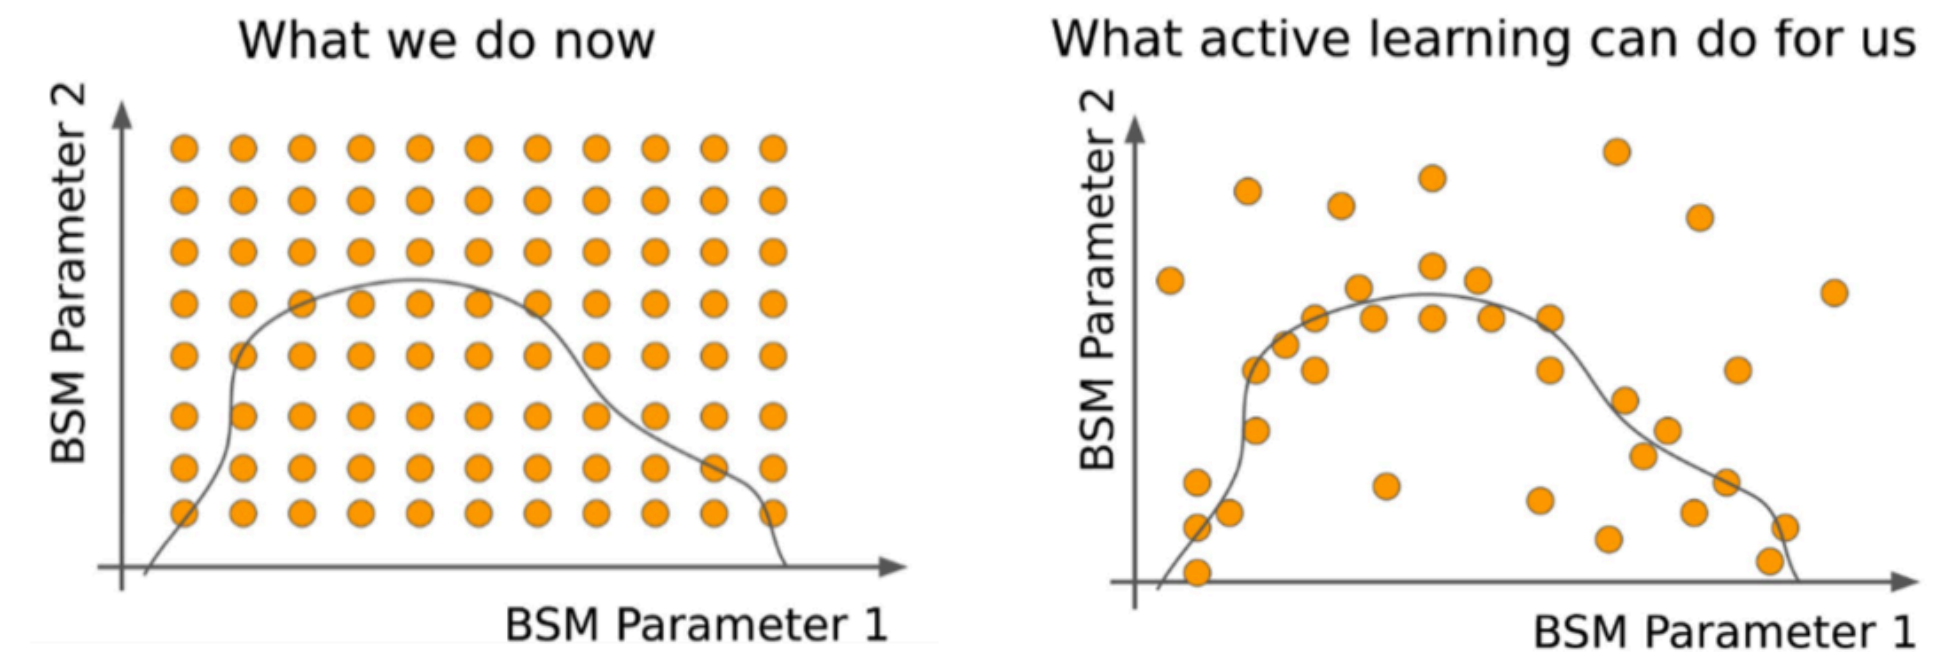 What we do now
BSM Parameter 2
BSM Parameter 1
What active learning can do for us
BSM Parameter 2
BSM Parameter 1